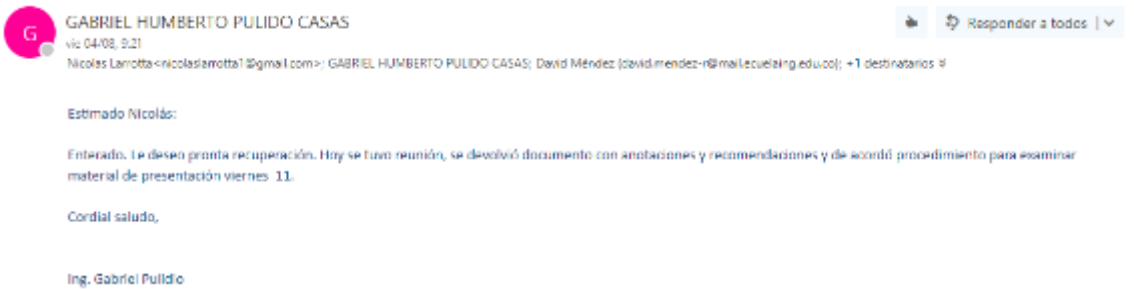 G
GABRIEL HUMBERTO PULIDO CASAS
Responder a todos
vie 04/08, 9:21
Nicolas Larrotta <nicolaslarrotta1@gmail.com>; GABRIEL HUMBERTO PULIDO CASAS; David Méndez (david.mendez-r@mail.ecuelaing.edu.co); +1 destinatarios
Estimado Nicolás:
Enterado. Le deseo pronta recuperación. Hoy se tuvo reunión, se devolvió documento con anotaciones y recomendaciones y de acordó procedimiento para examinar
material de presentación viernes 11.
Cordial saludo,
Ing. Gabriel Pulidio